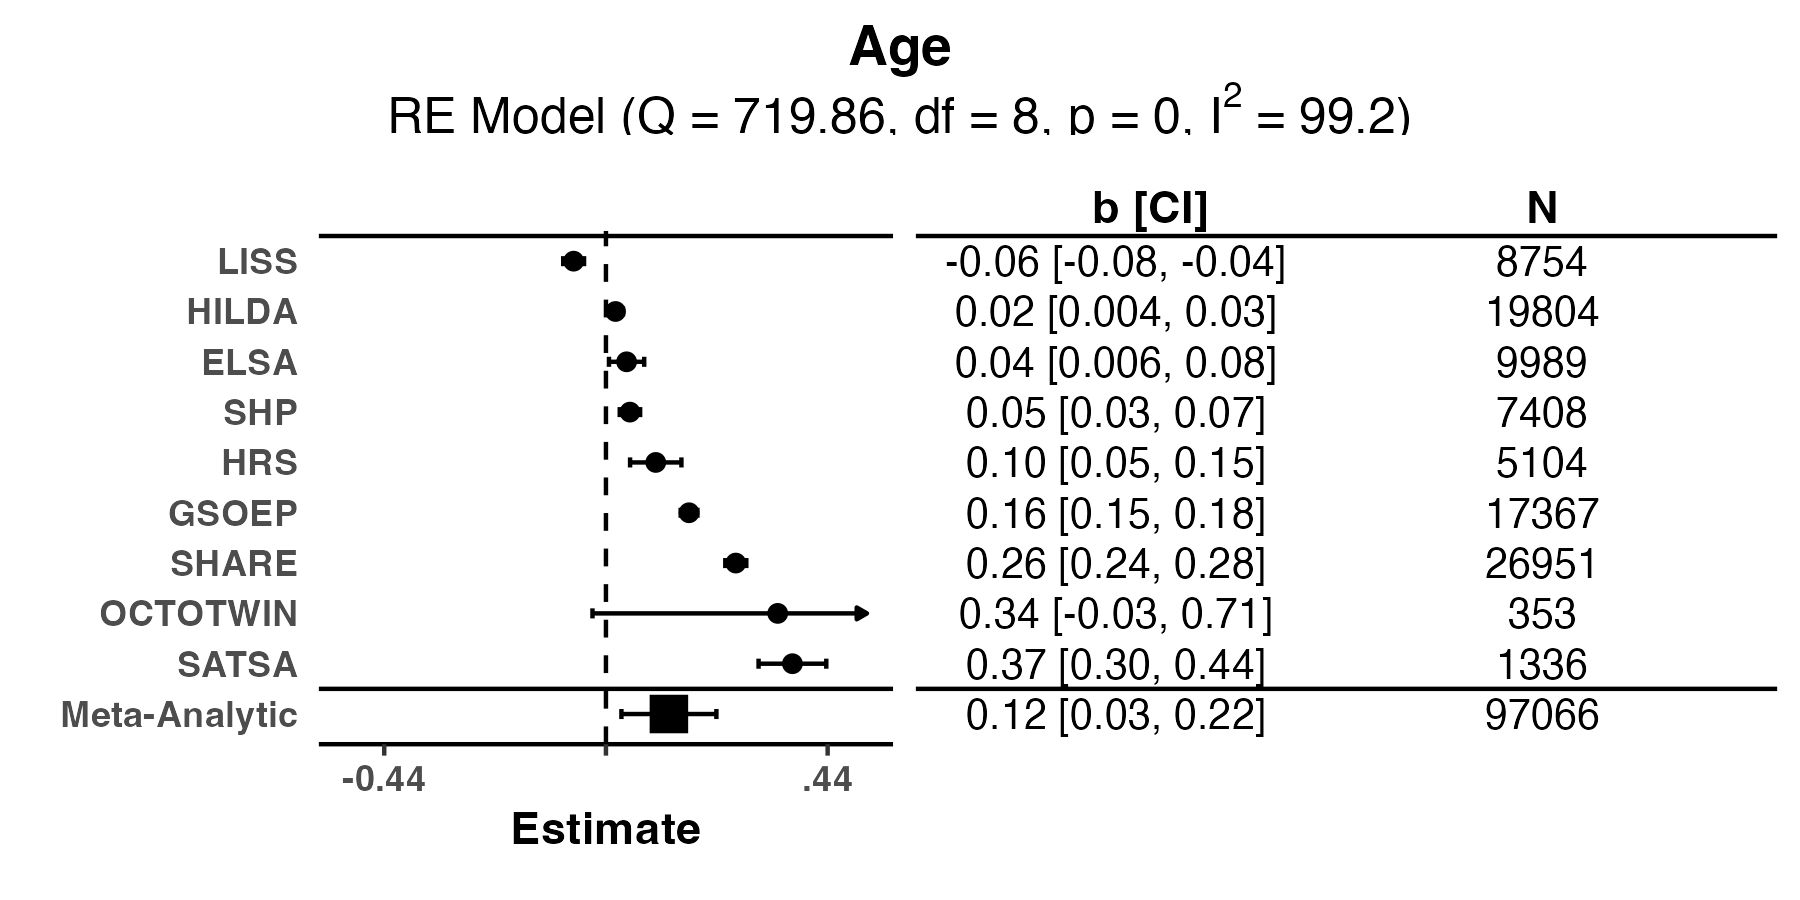 Age
RE Model (Q = 719.86, df = 8, p = 0, I² = 99.2)
b [CI] N
LISS -0.06 [-0.08, -0.04] 8754
HILDA 0.02 [0.004, 0.03] 19804
ELSA 0.04 [0.006, 0.08] 9989
SHP 0.05 [0.03, 0.07] 7408
HRS 0.10 [0.05, 0.15] 5104
GSOEP 0.16 [0.15, 0.18] 17367
SHARE 0.26 [0.24, 0.28] 26951
OCTOTWIN 0.34 [-0.03, 0.71] 353
SATSA 0.37 [0.30, 0.44] 1336
Meta-Analytic 0.12 [0.03, 0.22] 97066
-0.44 .44
Estimate